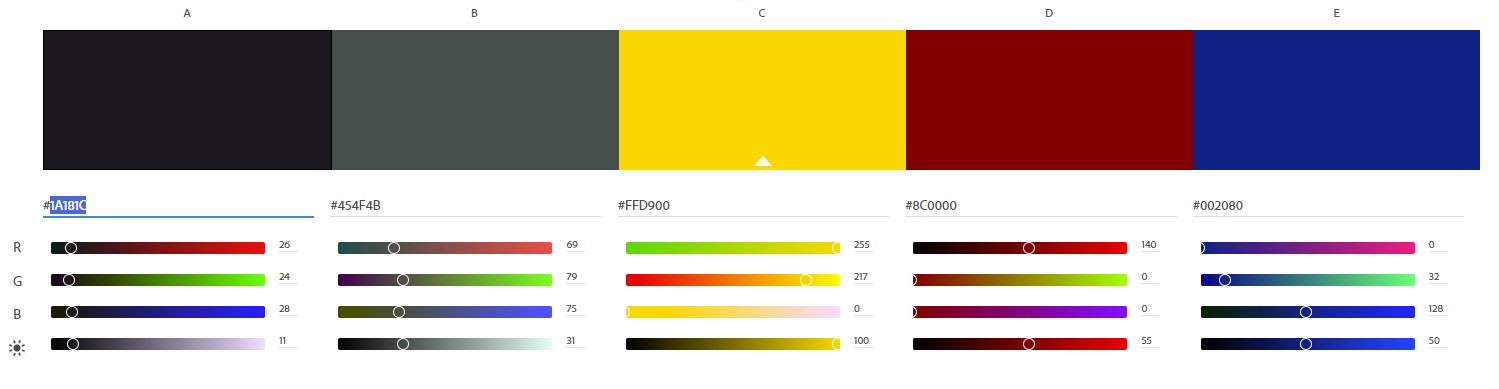 A B C D E
#1A181C #454F4B #FFD900 #8C0000 #002080
R 26 69 255 140 0
G 24 79 217 0 32
B 28 75 0 0 128
11 31 100 55 50